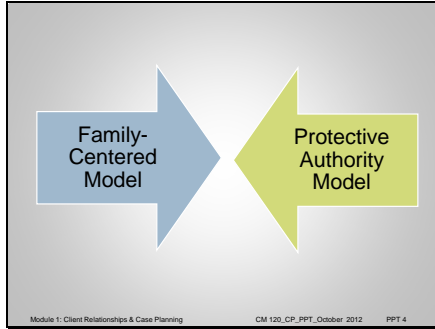 Family-
Centered
Model
Protective
Authority
Model
Module 1: Client Relationships & Case Planning CM 120_CP_PPT_October 2012 PPT 4